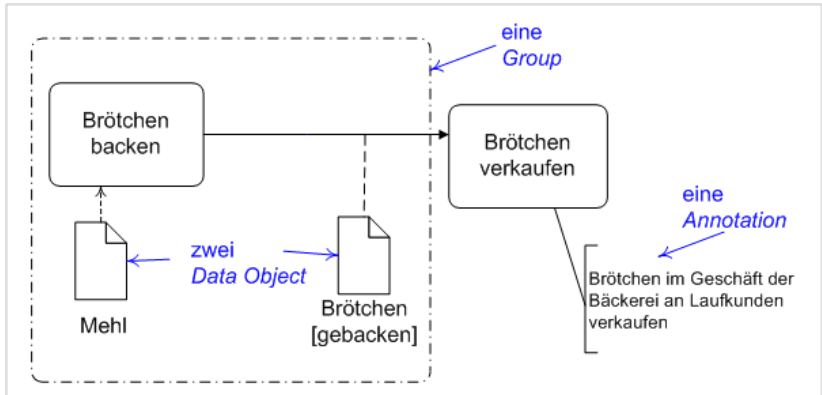 eine
Group
Brötchen
backen
Brötchen
verkaufen
eine
Annotation
zwei
Data Object
Mehl
Brötchen
[gebacken]
Brötchen im Geschäft der
Bäckerei an Laufkunden
verkaufen